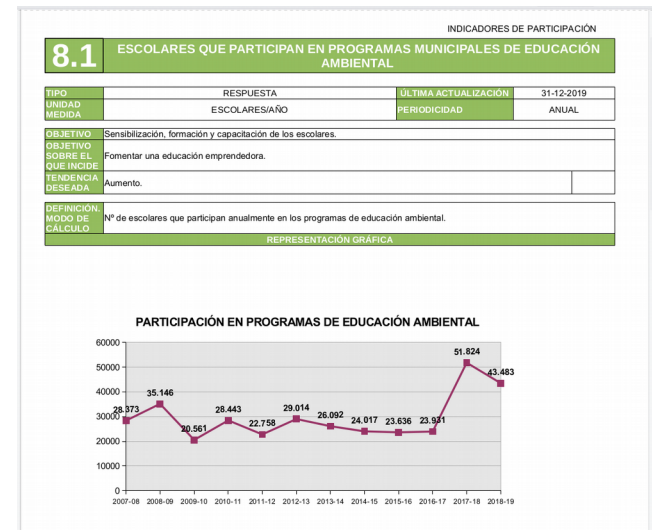 INDICADORES DE PARTICIPACIÓN
8.1
ESCOLARES QUE PARTICIPAN EN PROGRAMAS MUNICIPALES DE EDUCACIÓN
AMBIENTAL
TIPO RESPUESTA ÚLTIMA ACTUALIZACIÓN 31-12-2019
UNIDAD
MEDIDA ESCOLARES/AÑO PERIODICIDAD ANUAL
OBJETIVO Sensibilización, formación y capacitación de los escolares.
OBJETIVO
SOBRE EL
QUE INCIDE Fomentar una educación emprendedora.
TENDENCIA
DESEADA Aumento.
DEFINICIÓN.
MODO DE
CÁLCULO Nº de escolares que participan anualmente en los programas de educación ambiental.
REPRESENTACIÓN GRÁFICA
PARTICIPACIÓN EN PROGRAMAS DE EDUCACIÓN AMBIENTAL
60000
50000
40000
30000
20000
10000
0
28.373 35.146 20.561 28.443 22.758 29.014 26.092 24.017 23.636 23.931 51.824 43.483
2007-08 2008-09 2009-10 2010-11 2011-12 2012-13 2013-14 2014-15 2015-16 2016-17 2017-18 2018-19